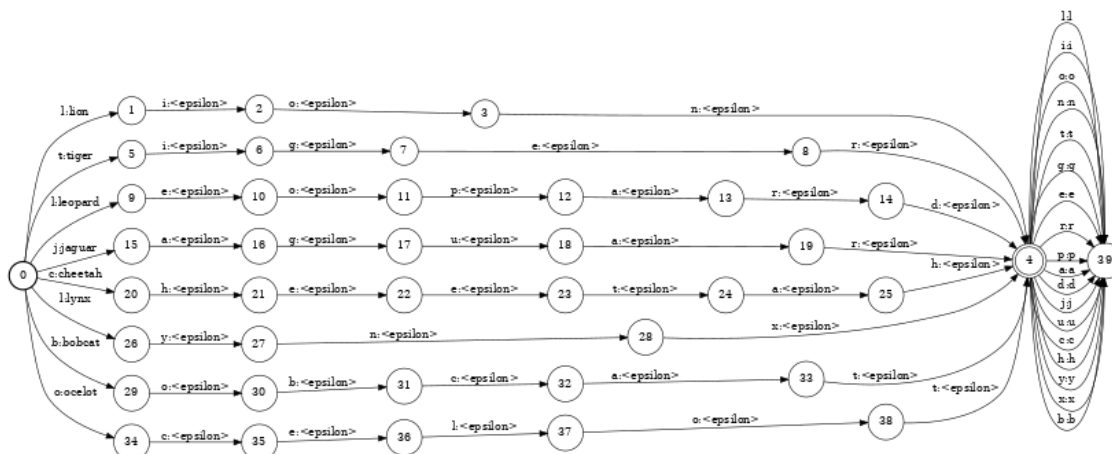 l:lion 1 i:<epsilon> 2 o:<epsilon> 3 n:<epsilon>
t:tiger 5 i:<epsilon> 6 g:<epsilon> 7 e:<epsilon> 8 r:<epsilon>
l:leopard 9 e:<epsilon> 10 o:<epsilon> 11 p:<epsilon> 12 a:<epsilon> 13 r:<epsilon> 14 d:<epsilon>
j:jaguar 15 a:<epsilon> 16 g:<epsilon> 17 u:<epsilon> 18 a:<epsilon> 19 r:<epsilon>
0
c:cheetah 20 h:<epsilon> 21 e:<epsilon> 22 e:<epsilon> 23 t:<epsilon> 24 a:<epsilon> 25 h:<epsilon>
l:lynx 26 y:<epsilon> 27 n:<epsilon> 28 x:<epsilon>
b:bobcat 29 o:<epsilon> 30 b:<epsilon> 31 c:<epsilon> 32 a:<epsilon> 33 t:<epsilon>
o:ocelot 34 c:<epsilon> 35 e:<epsilon> 36 l:<epsilon> 37 o:<epsilon> 38 t:<epsilon>
4
l:l
i:i
o:o
n:n
t:t
g:g
e:e
r:r
p:p
a:a
d:d
j:j
u:u
c:c
h:h
y:y
x:x
b:b
39